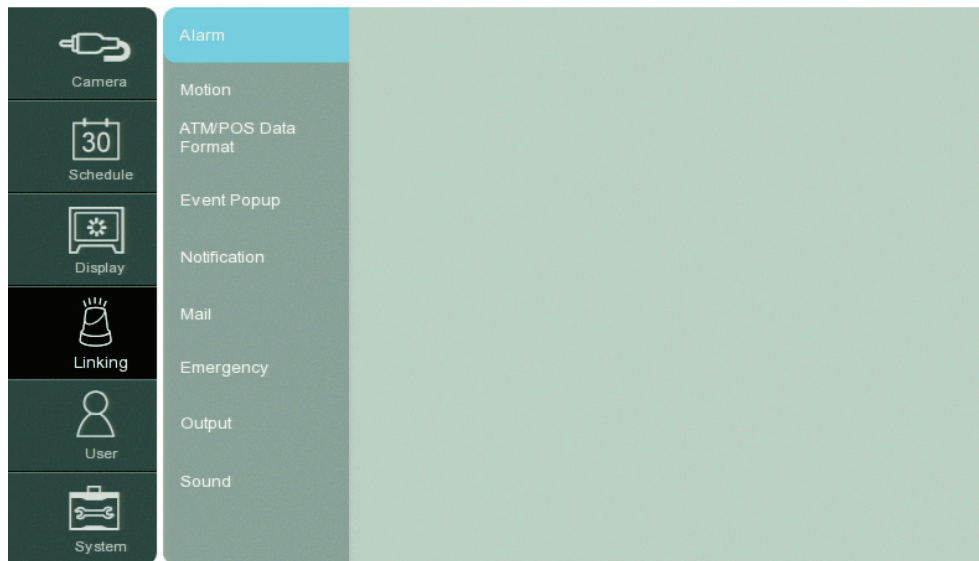 Camera
30
Schedule
Display
Linking
User
System
Alarm
Motion
ATM/POS Data
Format
Event Popup
Notification
Mail
Emergency
Output
Sound